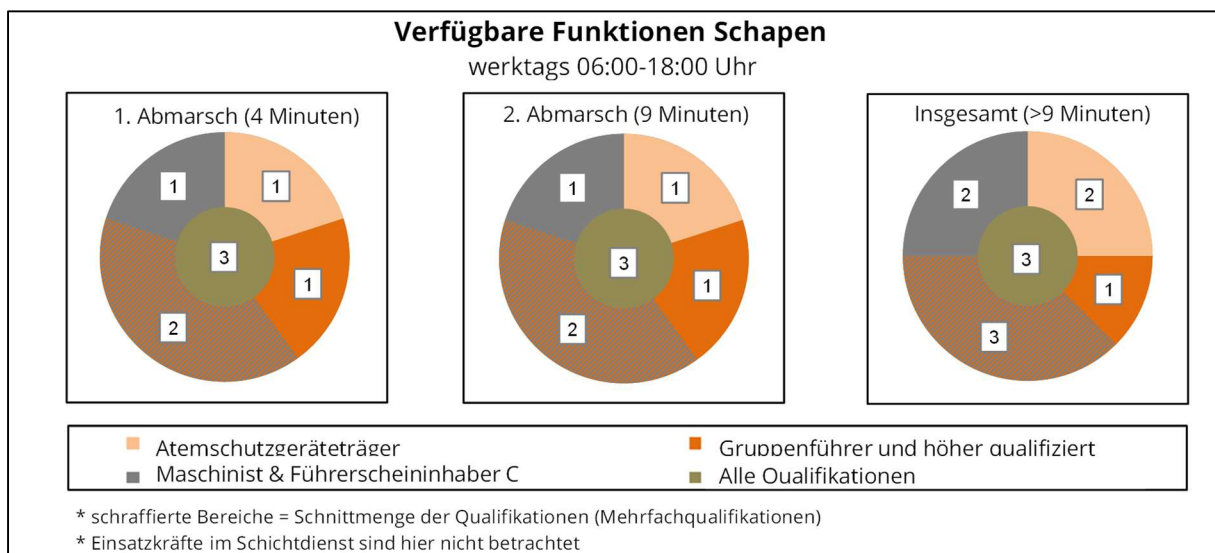 Verfügbare Funktionen Schapen
werktags 06:00-18:00 Uhr
1. Abmarsch (4 Minuten)
1
1
3
1
2
2. Abmarsch (9 Minuten)
1
1
3
1
2
Insgesamt (>9 Minuten)
2
2
3
1
3
Atemschutzgeräteträger
Gruppenführer und höher qualifiziert
Maschinist & Führerscheininhaber C
Alle Qualifikationen
* schraffierte Bereiche = Schnittmenge der Qualifikationen (Mehrfachqualifikationen)
* Einsatzkräfte im Schichtdienst sind hier nicht betrachtet